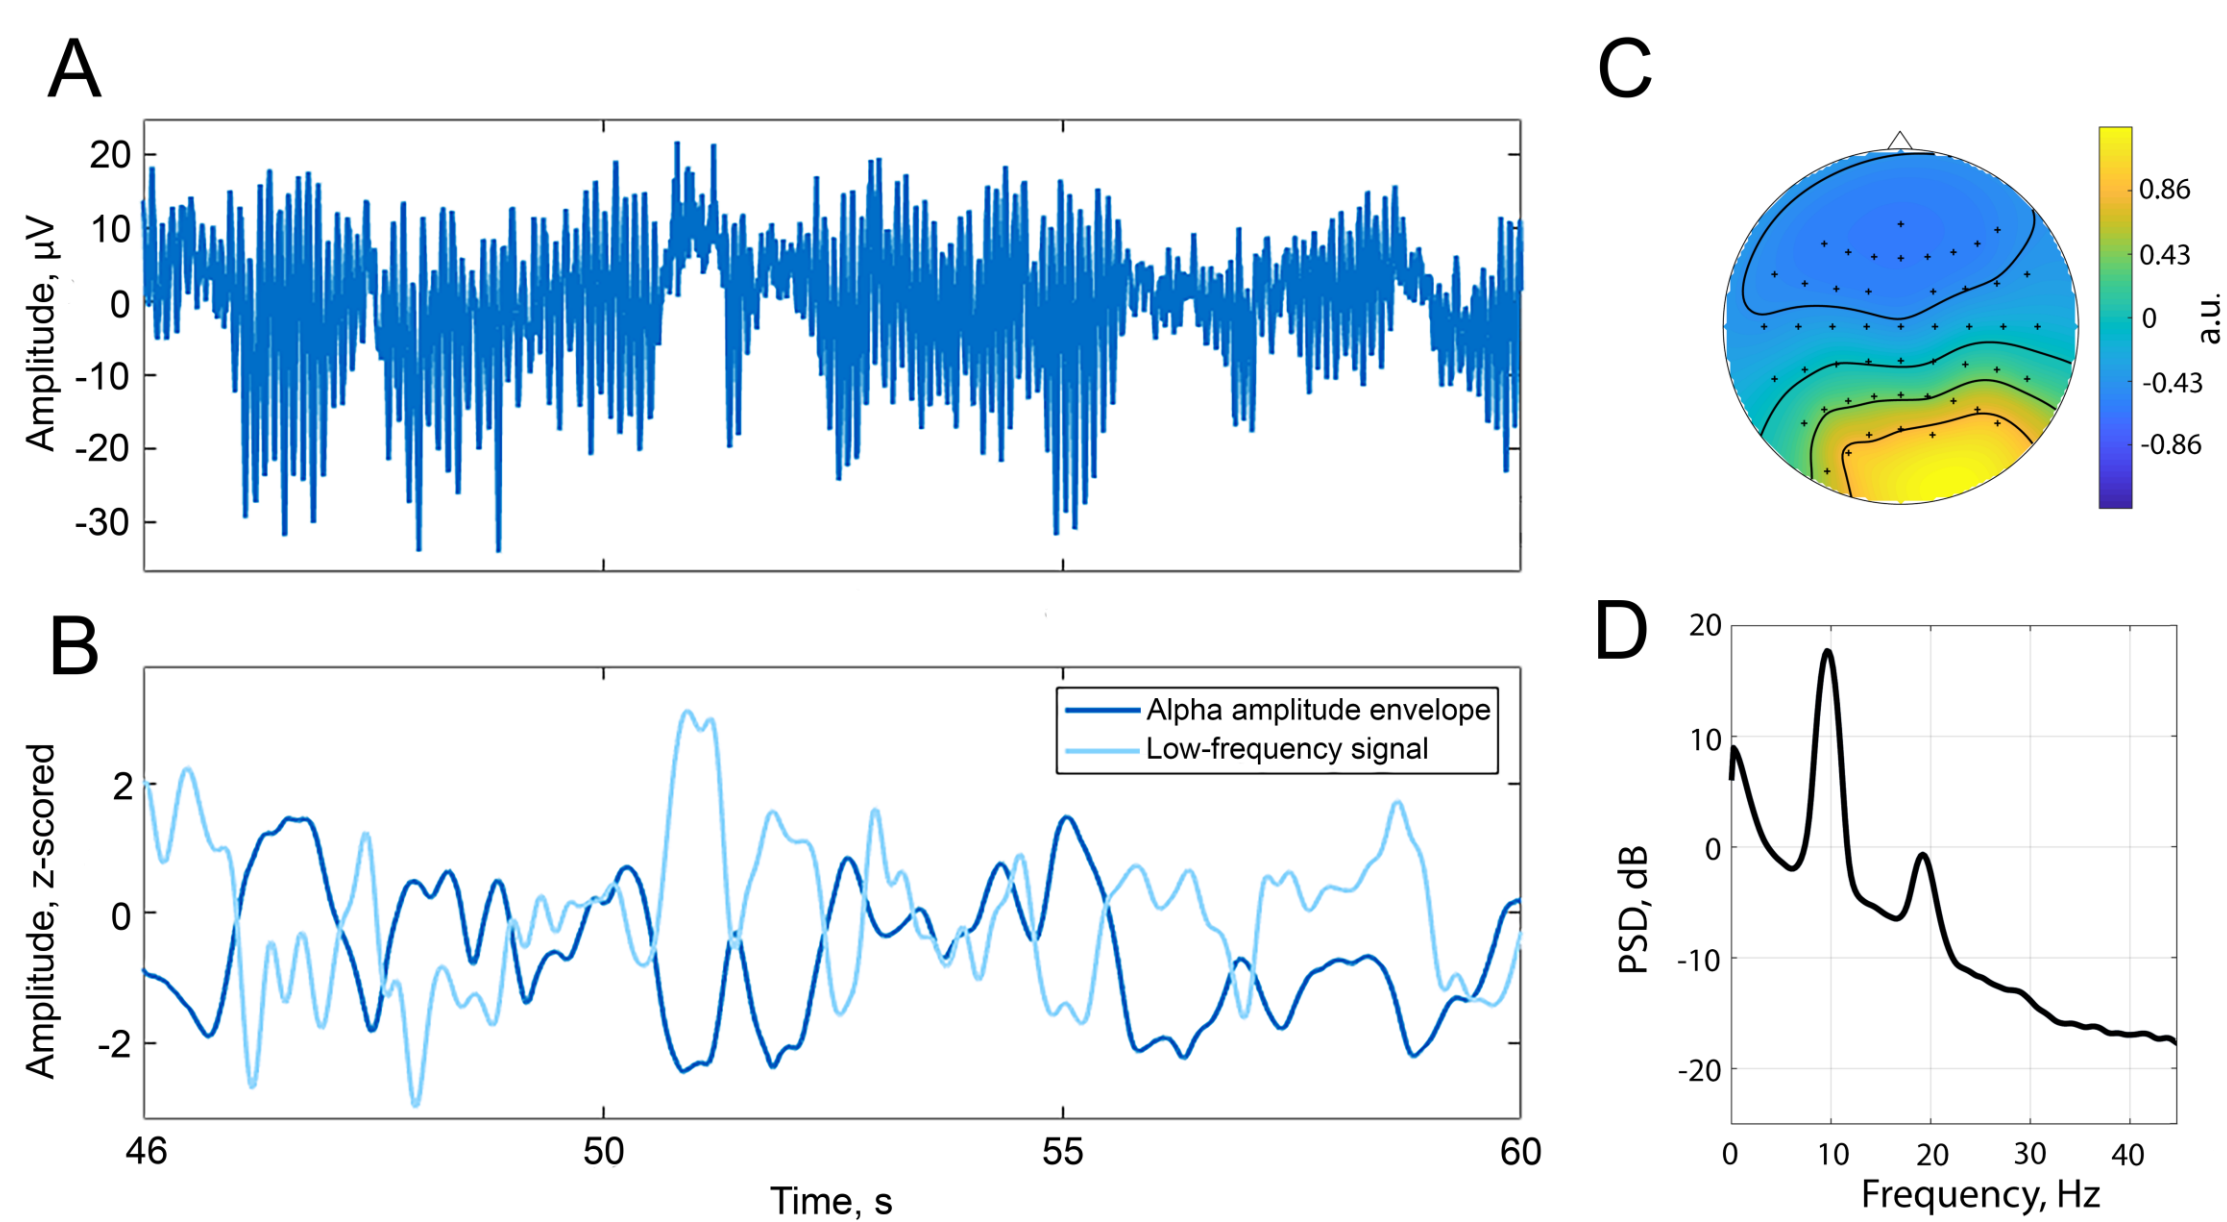 A
20
10
0
-10
-20
-30
Amplitude, µV
B
Alpha amplitude envelope
Low-frequency signal
2
0
-2
Amplitude, z-scored
46
50
55
60
Time, s
C
0.86
0.43
0
-0.43
-0.86
a.u.
D
20
10
0
-10
-20
PSD, dB
0
10
20
30
40
Frequency, Hz